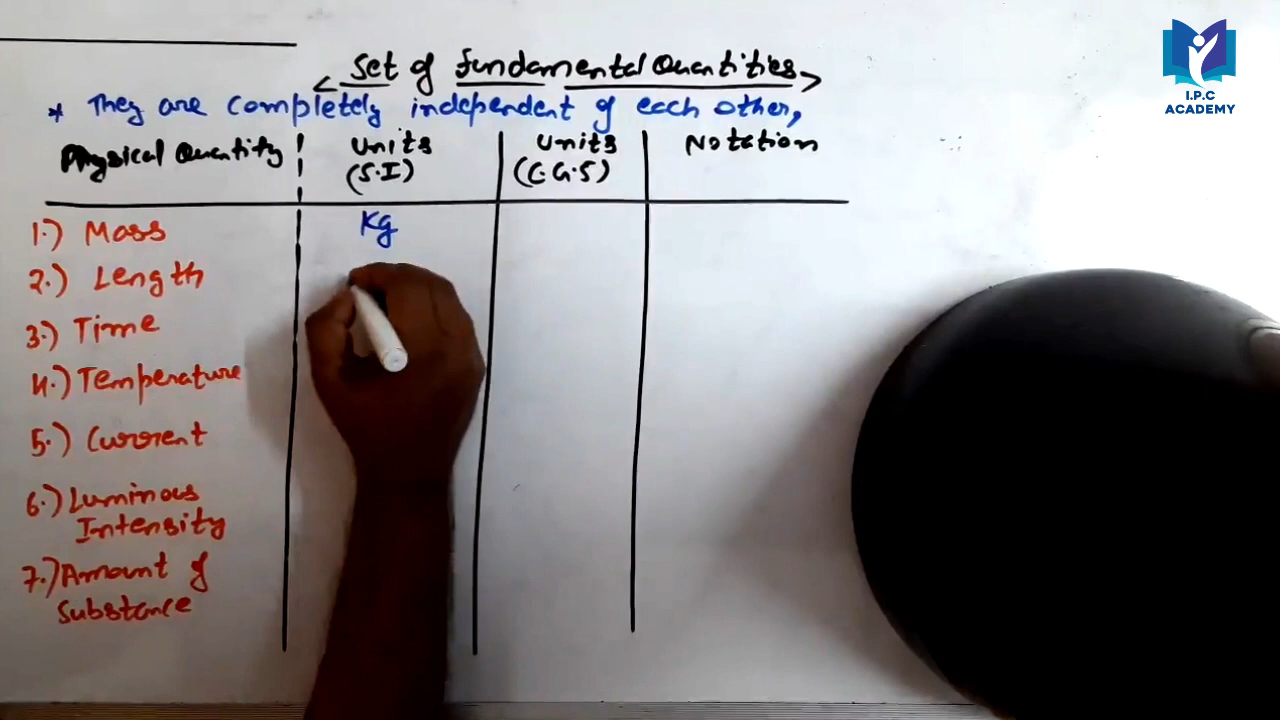 Set of fundamental Quantities
* They are completely independent of each other,
Physical Quantity Units (S.I) Units (C.G.S) Notation
1.) Mass Kg
2.) Length
3.) Time
4.) Temperature
5.) Current
6.) Luminous
Intensity
7.) Amount of
Substance
I.P.C
ACADEMY